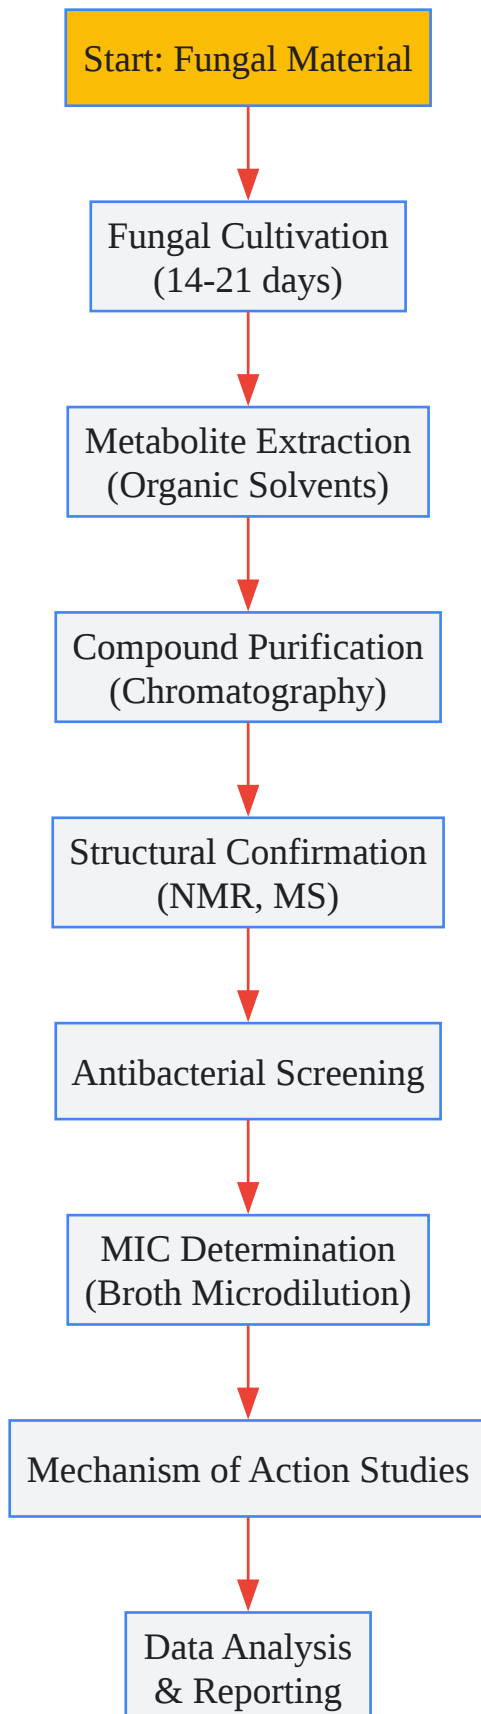 Start: Fungal Material
Fungal Cultivation
(14-21 days)
Metabolite Extraction
(Organic Solvents)
Compound Purification
(Chromatography)
Structural Confirmation
(NMR, MS)
Antibacterial Screening
MIC Determination
(Broth Microdilution)
Mechanism of Action Studies
Data Analysis
& Reporting